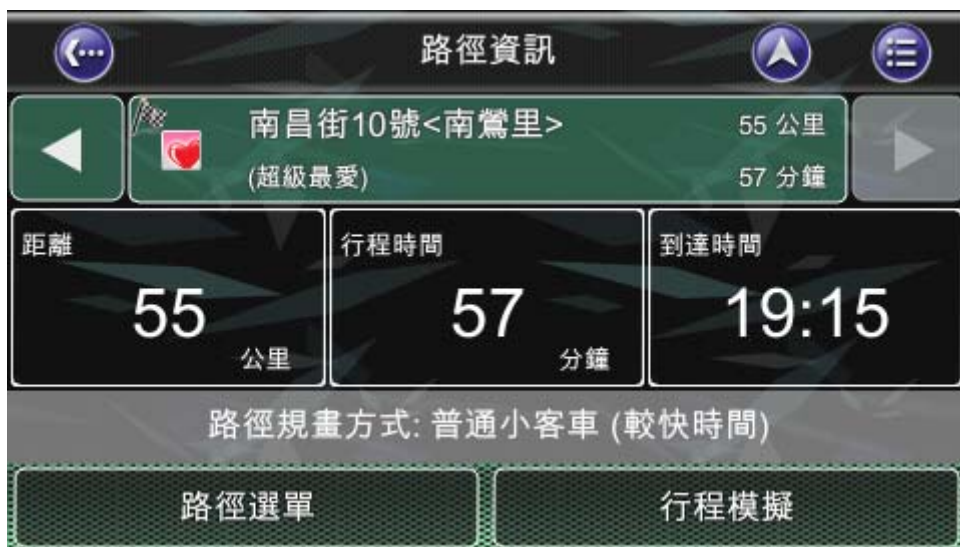 路徑資訊
南昌街10號<南鶯里>
55 公里
(超級最愛)
57 分鐘
距離
行程時間
到達時間
55
公里
57
分鐘
19:15
路徑規畫方式: 普通小客車 (較快時間)
路徑選單
行程模擬